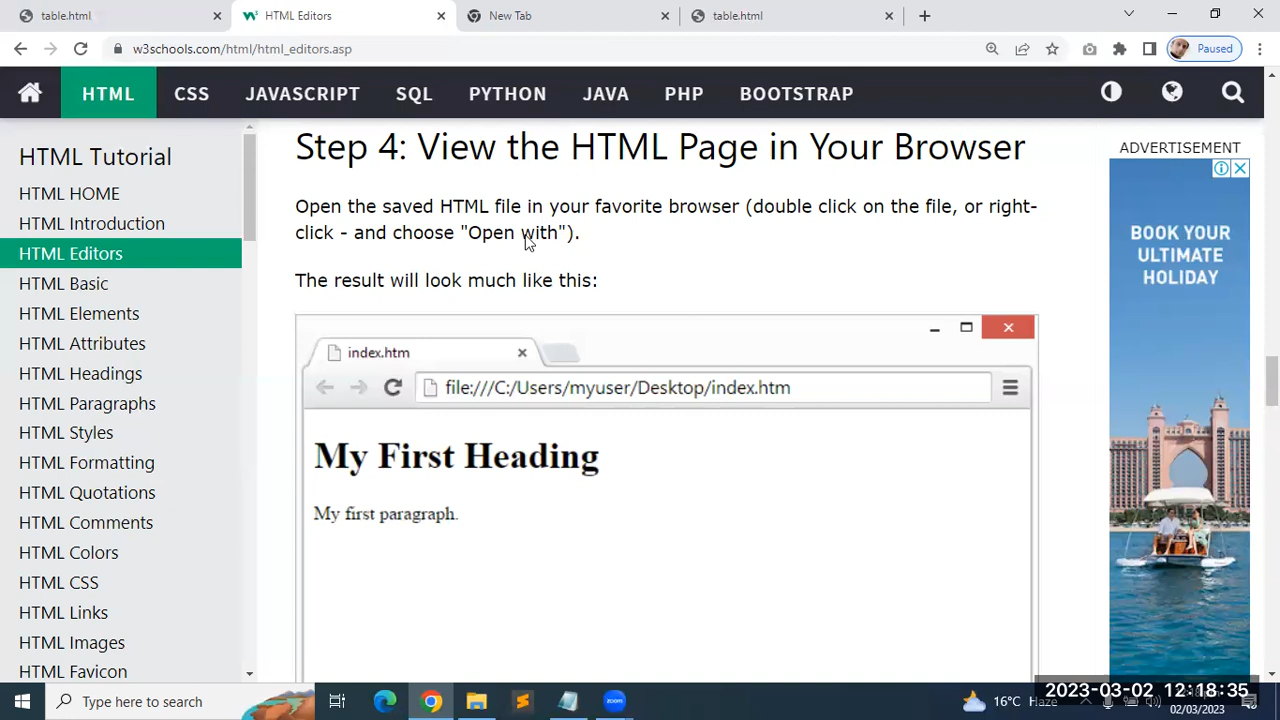 table.html
HTML Editors
New Tab
table.html
w3schools.com/html/html_editors.asp
Paused
HTML
CSS
JAVASCRIPT
SQL
PYTHON
JAVA
PHP
BOOTSTRAP
HTML Tutorial
HTML HOME
HTML Introduction
HTML Editors
HTML Basic
HTML Elements
HTML Attributes
HTML Headings
HTML Paragraphs
HTML Styles
HTML Formatting
HTML Quotations
HTML Comments
HTML Colors
HTML CSS
HTML Links
HTML Images
HTML Favicon
Step 4: View the HTML Page in Your Browser
Open the saved HTML file in your favorite browser (double click on the file, or right-
click - and choose "Open with").
The result will look much like this:
index.htm
file:///C:/Users/myuser/Desktop/index.htm
My First Heading
My first paragraph.
ADVERTISEMENT
BOOK YOUR
ULTIMATE
HOLIDAY
Type here to search
zoom
16°C Haze
2023-03-02 12:18:35
02/03/2023